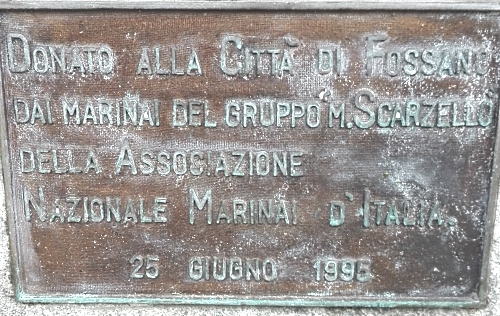 Donato alla Città di Fossano
dai marinai del gruppo "M. Scarzello"
della Associazione
Nazionale Marinai d'Italia.
25 giugno 1995